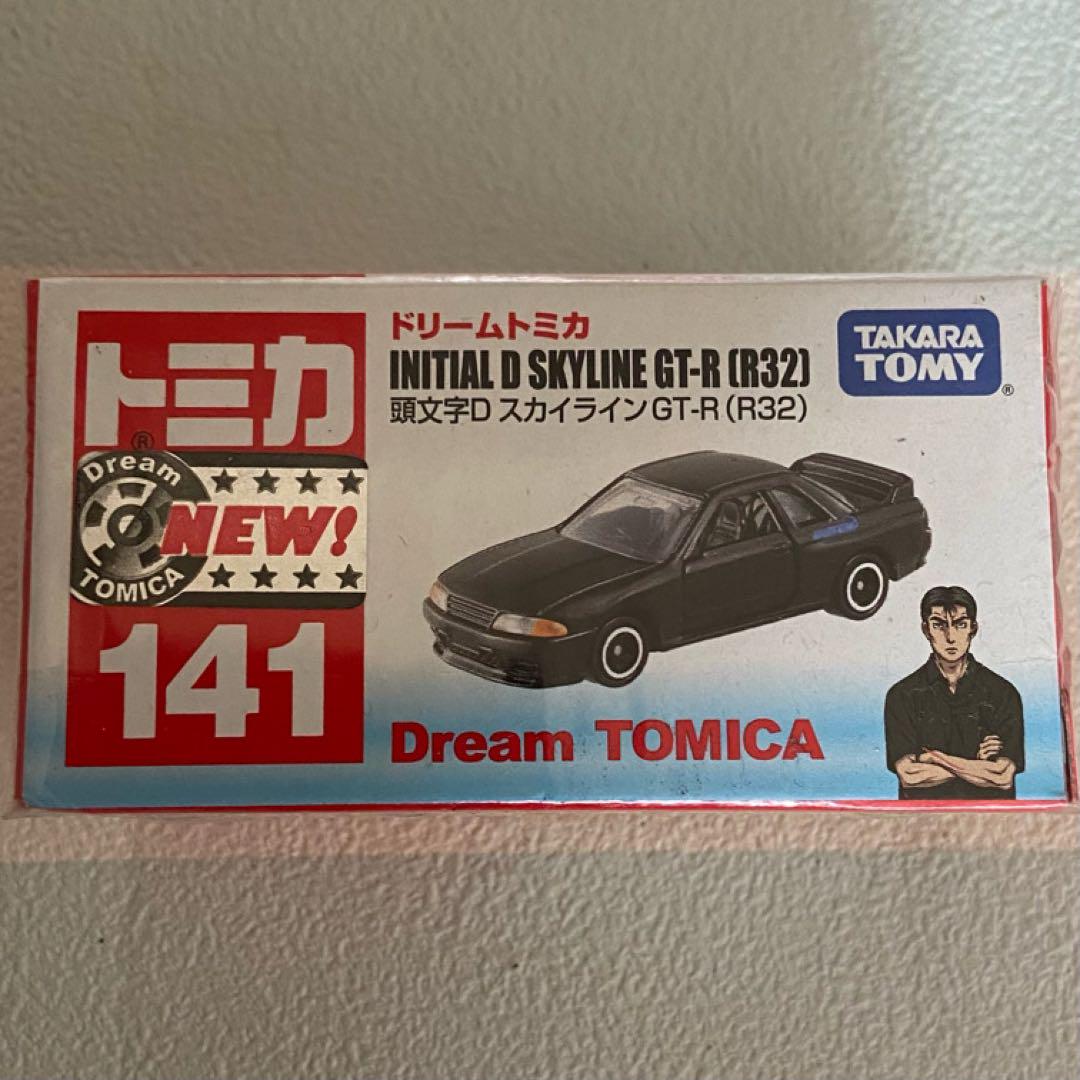 トミカ
®
Dream
TOMICA
NEW!
141
ドリームトミカ
INITIAL D SKYLINE GT-R (R32)
頭文字D スカイラインGT-R (R32)
TAKARA
TOMY
®
Dream TOMICA